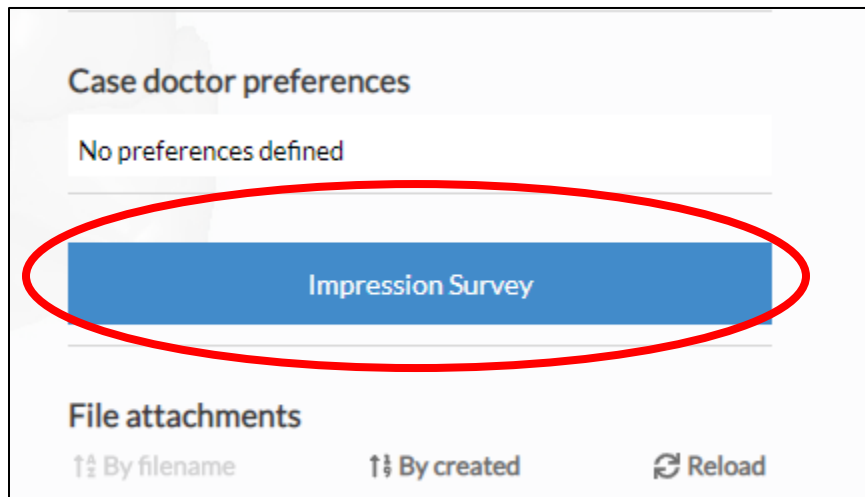 Case doctor preferences
No preferences defined
Impression Survey
File attachments
By filename By created Reload